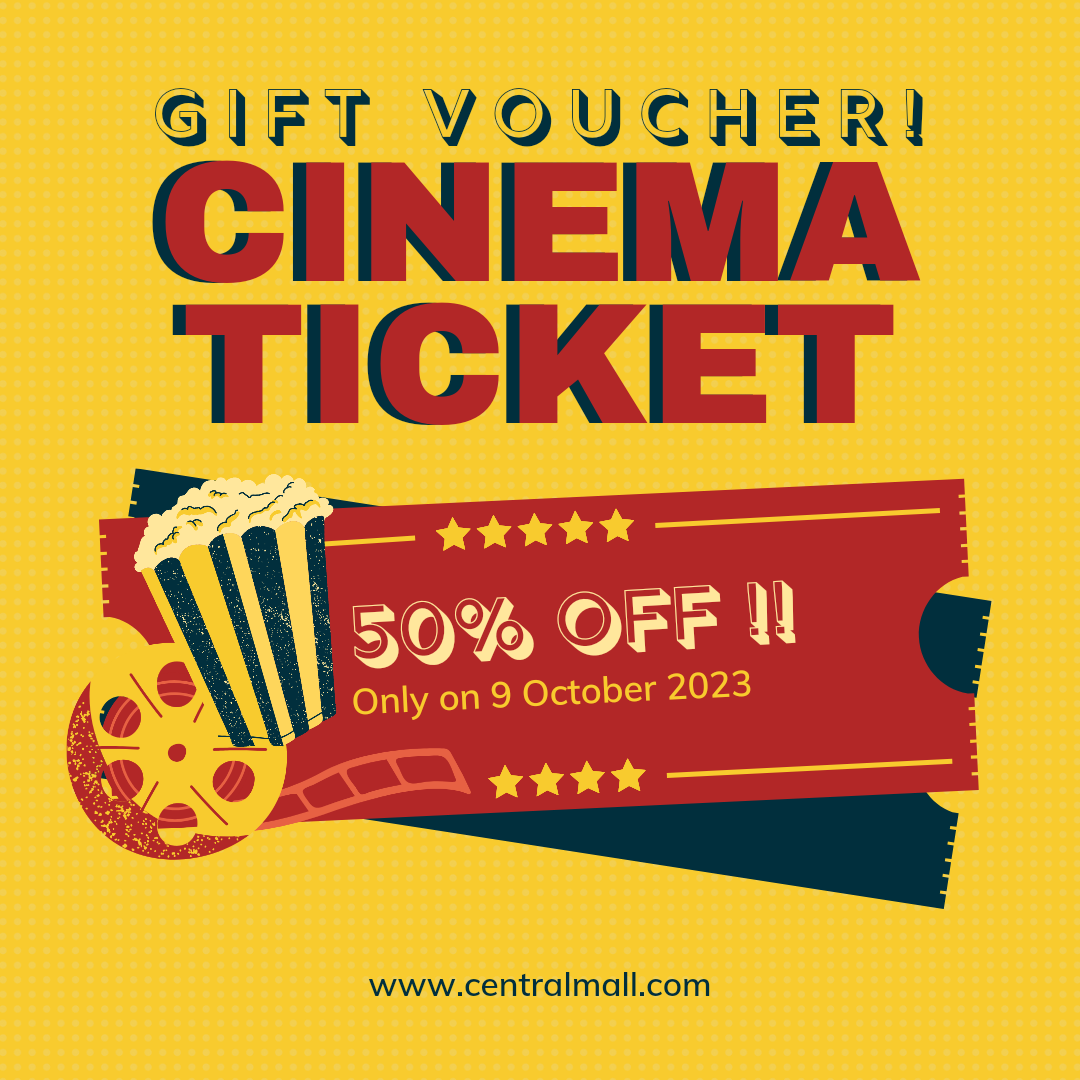 GIFT VOUCHER!
CINEMA
TICKET
50% OFF !!
Only on 9 October 2023
www.centralmall.com